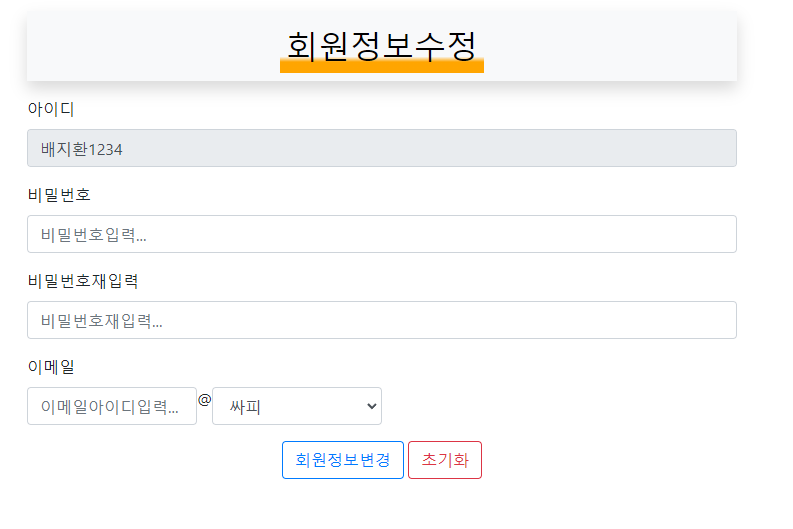 회원정보수정
아이디
배지환1234
비밀번호
비밀번호입력...
비밀번호재입력
비밀번호재입력...
이메일
이메일아이디입력... @ 싸피
회원정보변경 초기화